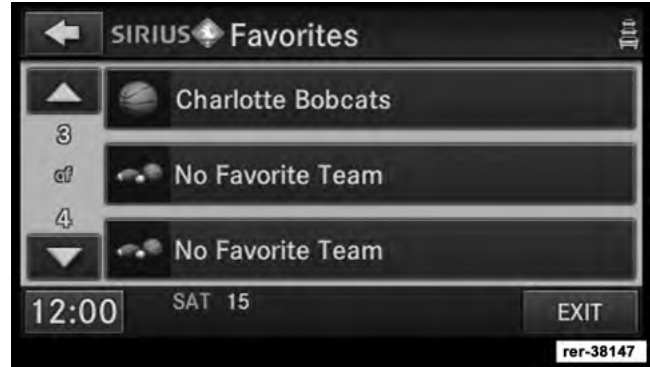 SIRIUS Favorites
Charlotte Bobcats
3
of
4
No Favorite Team
No Favorite Team
12:00
SAT 15
EXIT
rer-38147